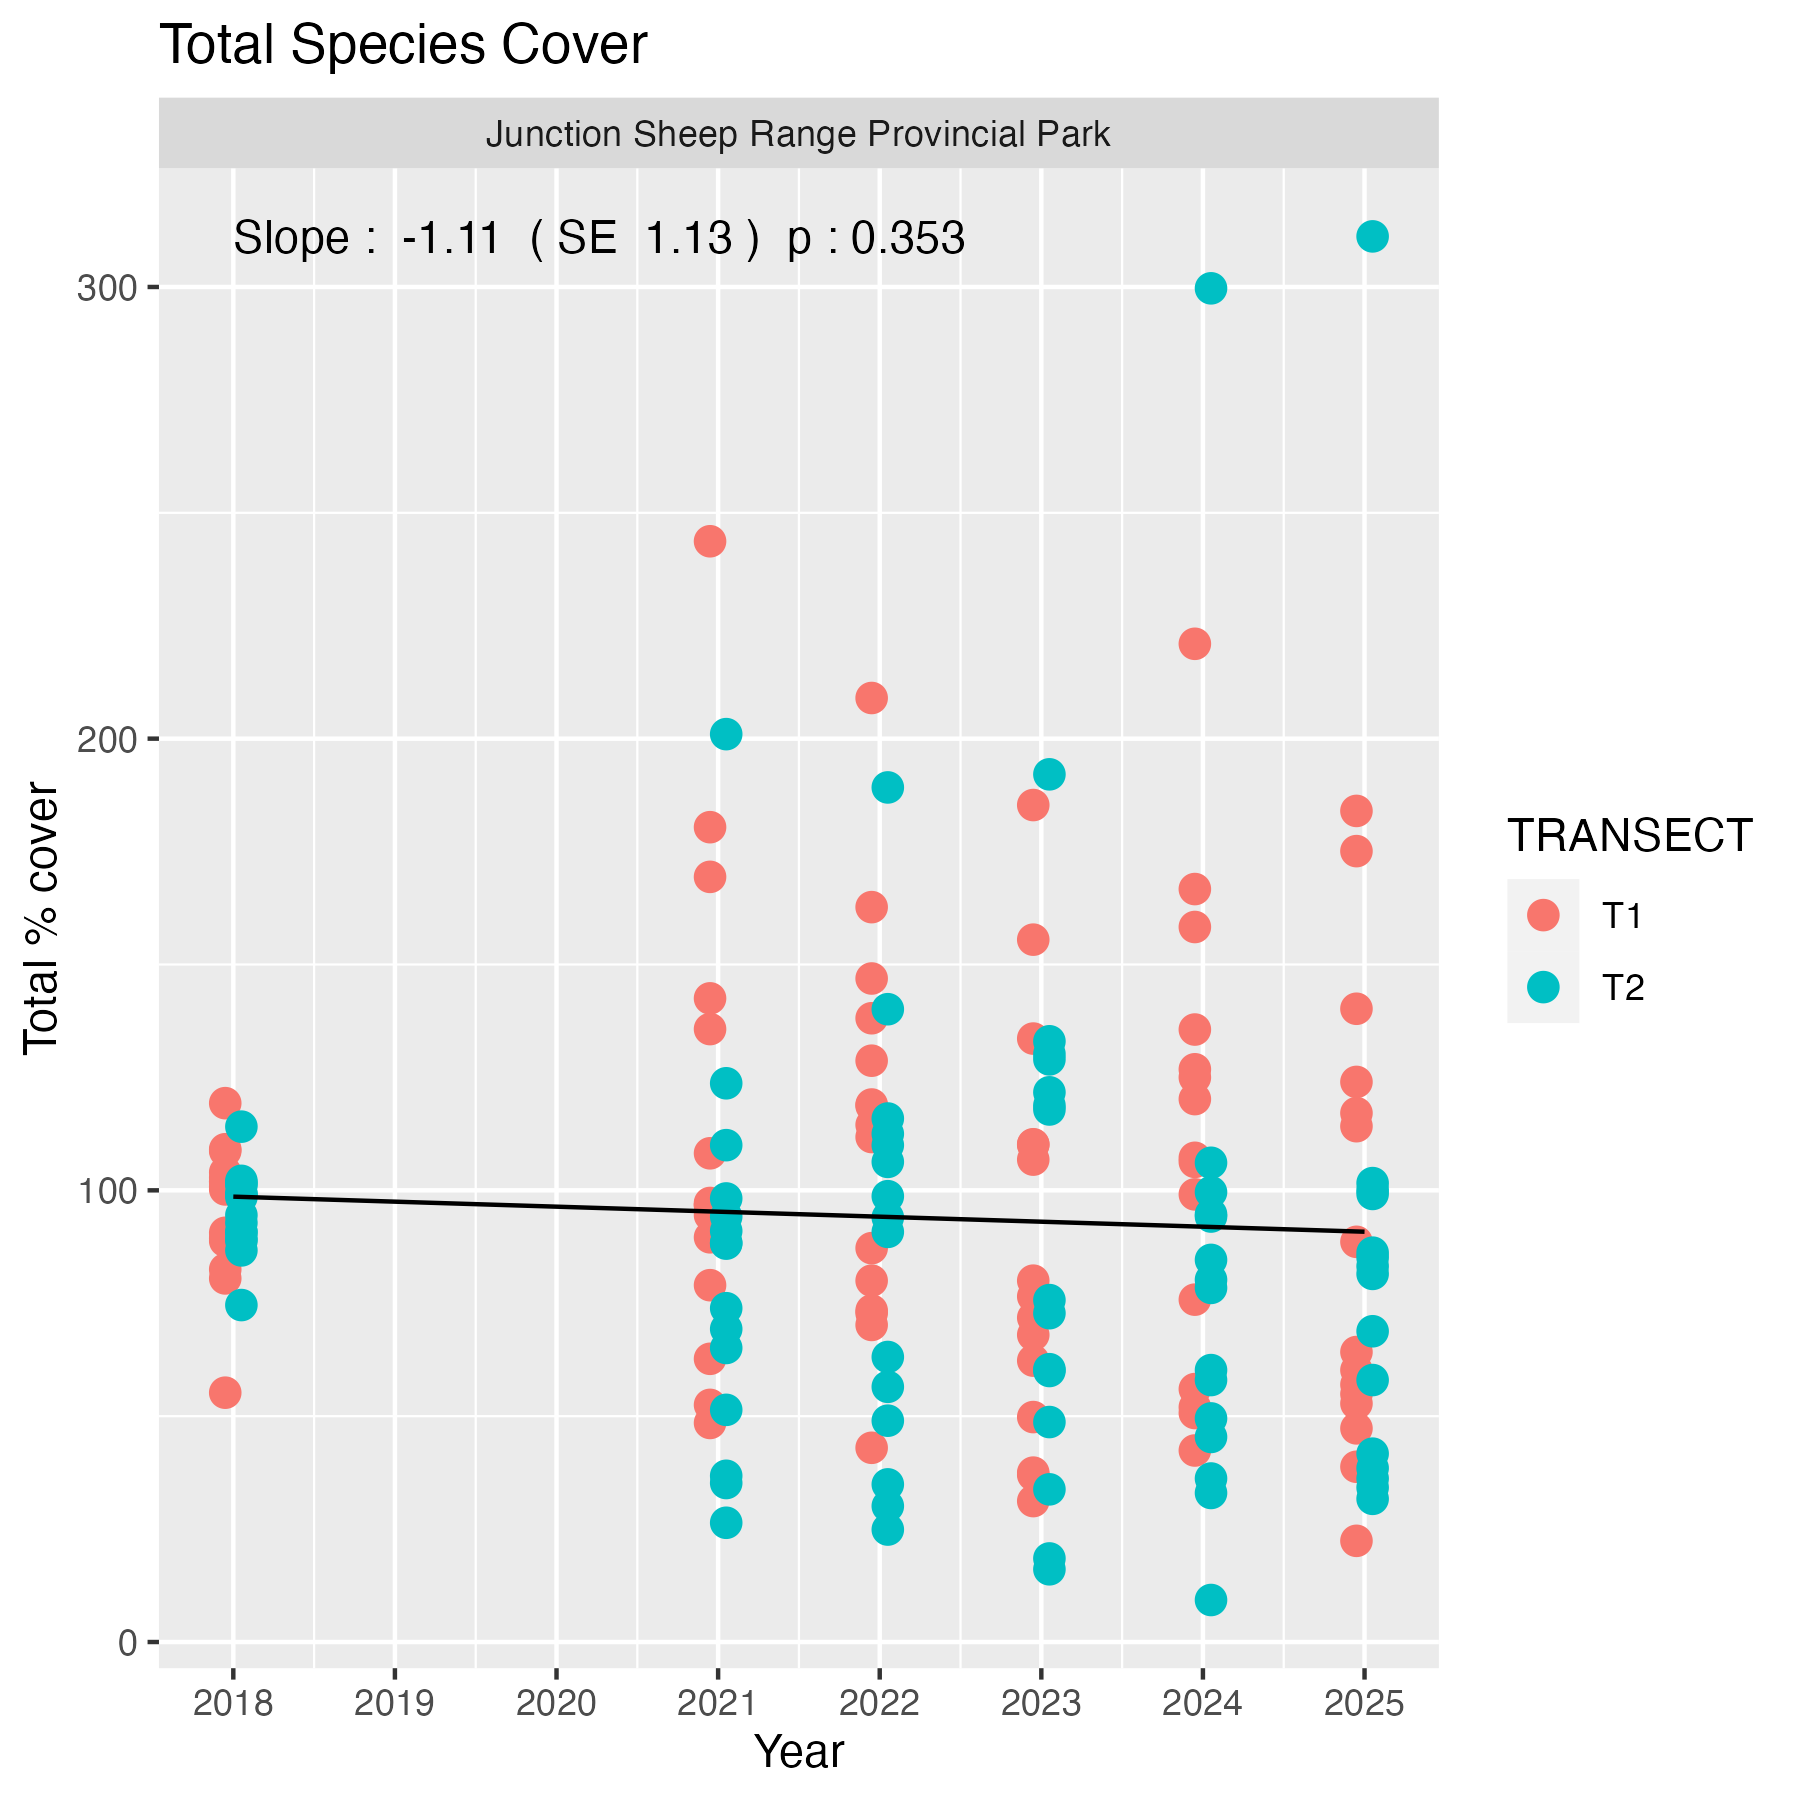 Total Species Cover
Junction Sheep Range Provincial Park
Slope :  -1.11  ( SE  1.13 )  p : 0.353
300
200
100
0
Total % cover
2018 2019 2020 2021 2022 2023 2024 2025
Year
TRANSECT
T1
T2